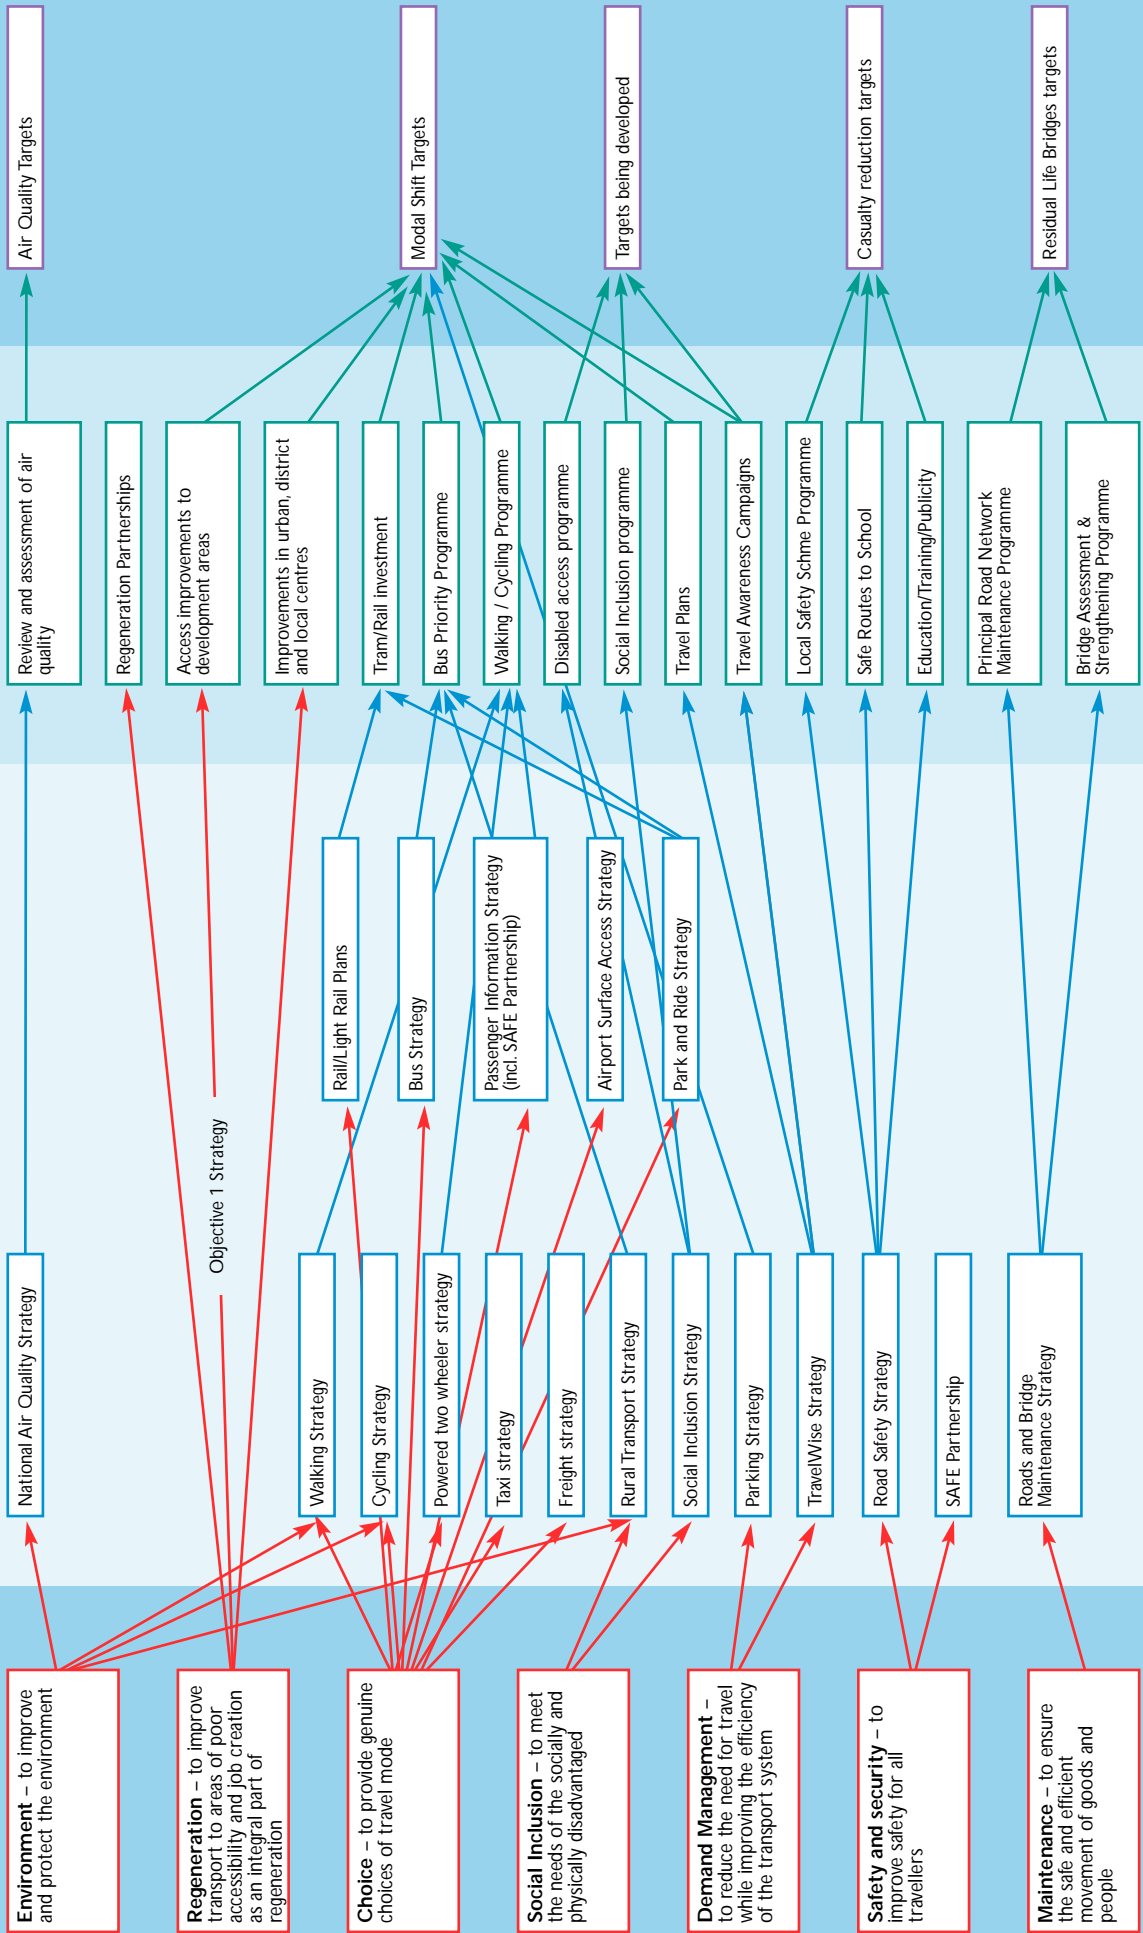 Environment – to improve
and protect the environment
Regeneration – to improve
transport to areas of poor
accessibility and job creation
as an integral part of
regeneration
Choice – to provide genuine
choices of travel mode
Social Inclusion – to meet
the needs of the socially and
physically disadvantaged
Demand Management –
to reduce the need for travel
while improving the efficiency
of the transport system
Safety and security – to
improve safety for all
travellers
Maintenance – to ensure
the safe and efficient
movement of goods and
people
National Air Quality Strategy
Objective 1 Strategy
Walking Strategy
Cycling Strategy
Powered two wheeler strategy
Taxi strategy
Freight strategy
Rural Transport Strategy
Social Inclusion Strategy
Parking Strategy
TravelWise Strategy
Road Safety Strategy
SAFE Partnership
Roads and Bridge
Maintenance Strategy
Rail/Light Rail Plans
Bus Strategy
Passenger Information Strategy
(incl. SAFE Partnership)
Airport Surface Access Strategy
Park and Ride Strategy
Review and assessment of air
quality
Regeneration Partnerships
Access improvements to
development areas
Improvements in urban, district
and local centres
Tram/Rail investment
Bus Priority Programme
Walking / Cycling Programme
Disabled access programme
Social Inclusion programme
Travel Plans
Travel Awareness Campaigns
Local Safety Schme Programme
Safe Routes to School
Education/Training/Publicity
Principal Road Network
Maintenance Programme
Bridge Assessment &
Strengthening Programme
Air Quality Targets
Modal Shift Targets
Targets being developed
Casualty reduction targets
Residual Life Bridges targets